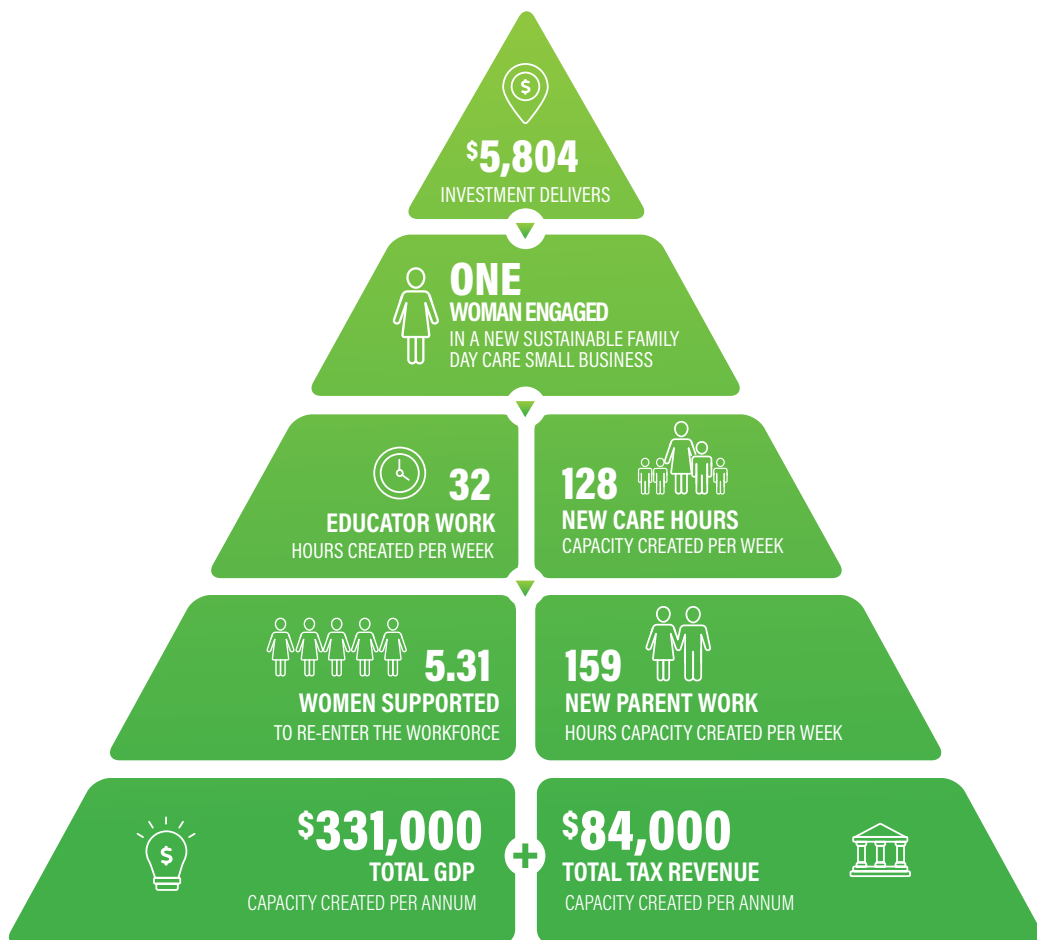 $
$5,804
INVESTMENT DELIVERS
ONE
WOMAN ENGAGED
IN A NEW SUSTAINABLE FAMILY
DAY CARE SMALL BUSINESS
32
EDUCATOR WORK
HOURS CREATED PER WEEK
128
NEW CARE HOURS
CAPACITY CREATED PER WEEK
5.31
WOMEN SUPPORTED
TO RE-ENTER THE WORKFORCE
159
NEW PARENT WORK
HOURS CAPACITY CREATED PER WEEK
$
$331,000
TOTAL GDP
CAPACITY CREATED PER ANNUM
+
$84,000
TOTAL TAX REVENUE
CAPACITY CREATED PER ANNUM